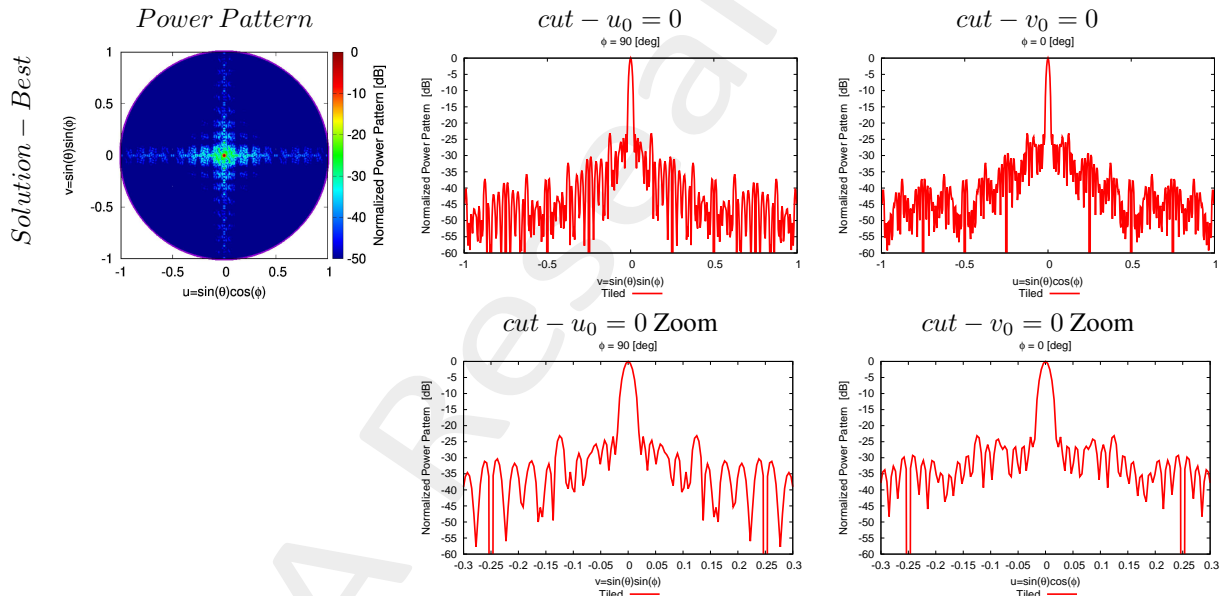 Power Pattern
cut − u0 = 0
cut − v0 = 0
Solution − Best
1
0.5
0
0.5
1
-1
-0.5
0
0.5
1
v=sin(θ)sin(φ)
u=sin(θ)cos(φ)
0
-10
-20
-30
-40
-50
Normalized Power Pattern [dB]
ϕ = 90 [deg]
0
-5
-10
-15
-20
-25
-30
-35
-40
-45
-50
-55
-60
-1
-0.5
0
0.5
1
Normalized Power Pattern [dB]
v=sin(θ)sin(ϕ)
Tiled
ϕ = 0 [deg]
0
-5
-10
-15
-20
-25
-30
-35
-40
-45
-50
-55
-60
-1
-0.5
0
0.5
1
Normalized Power Pattern [dB]
u=sin(θ)cos(ϕ)
Tiled
cut − u0 = 0 Zoom
cut − v0 = 0 Zoom
ϕ = 90 [deg]
0
-5
-10
-15
-20
-25
-30
-35
-40
-45
-50
-55
-60
-0.3 -0.25 -0.2 -0.15 -0.1 -0.05 0 0.05 0.1 0.15 0.2 0.25 0.3
Normalized Power Pattern [dB]
v=sin(θ)sin(ϕ)
Tiled
ϕ = 0 [deg]
0
-5
-10
-15
-20
-25
-30
-35
-40
-45
-50
-55
-60
-0.3 -0.25 -0.2 -0.15 -0.1 -0.05 0 0.05 0.1 0.15 0.2 0.25 0.3
Normalized Power Pattern [dB]
u=sin(θ)cos(ϕ)
Tiled